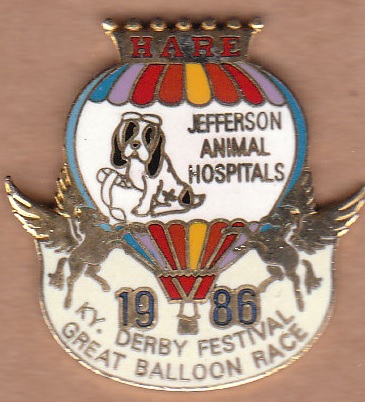 HARE
JEFFERSON
ANIMAL
HOSPITALS
1986
KY. DERBY FESTIVAL
GREAT BALLOON RACE